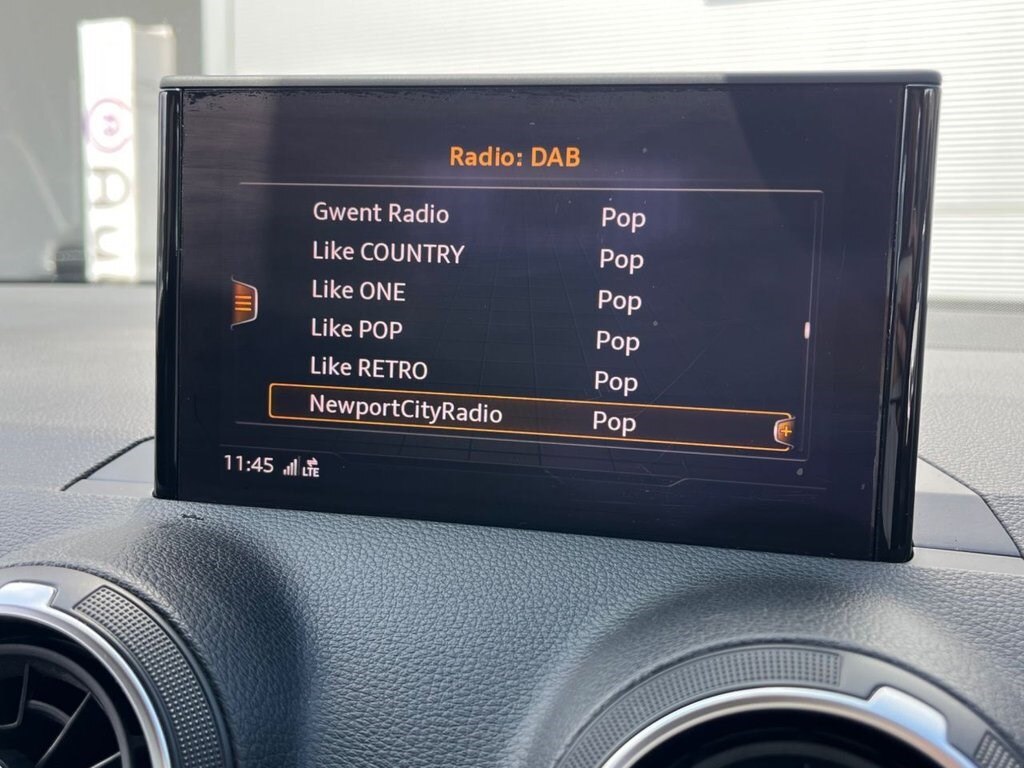 Radio: DAB
Gwent Radio Pop
Like COUNTRY Pop
Like ONE Pop
Like POP Pop
Like RETRO Pop
NewportCityRadio Pop
11:45 LTE